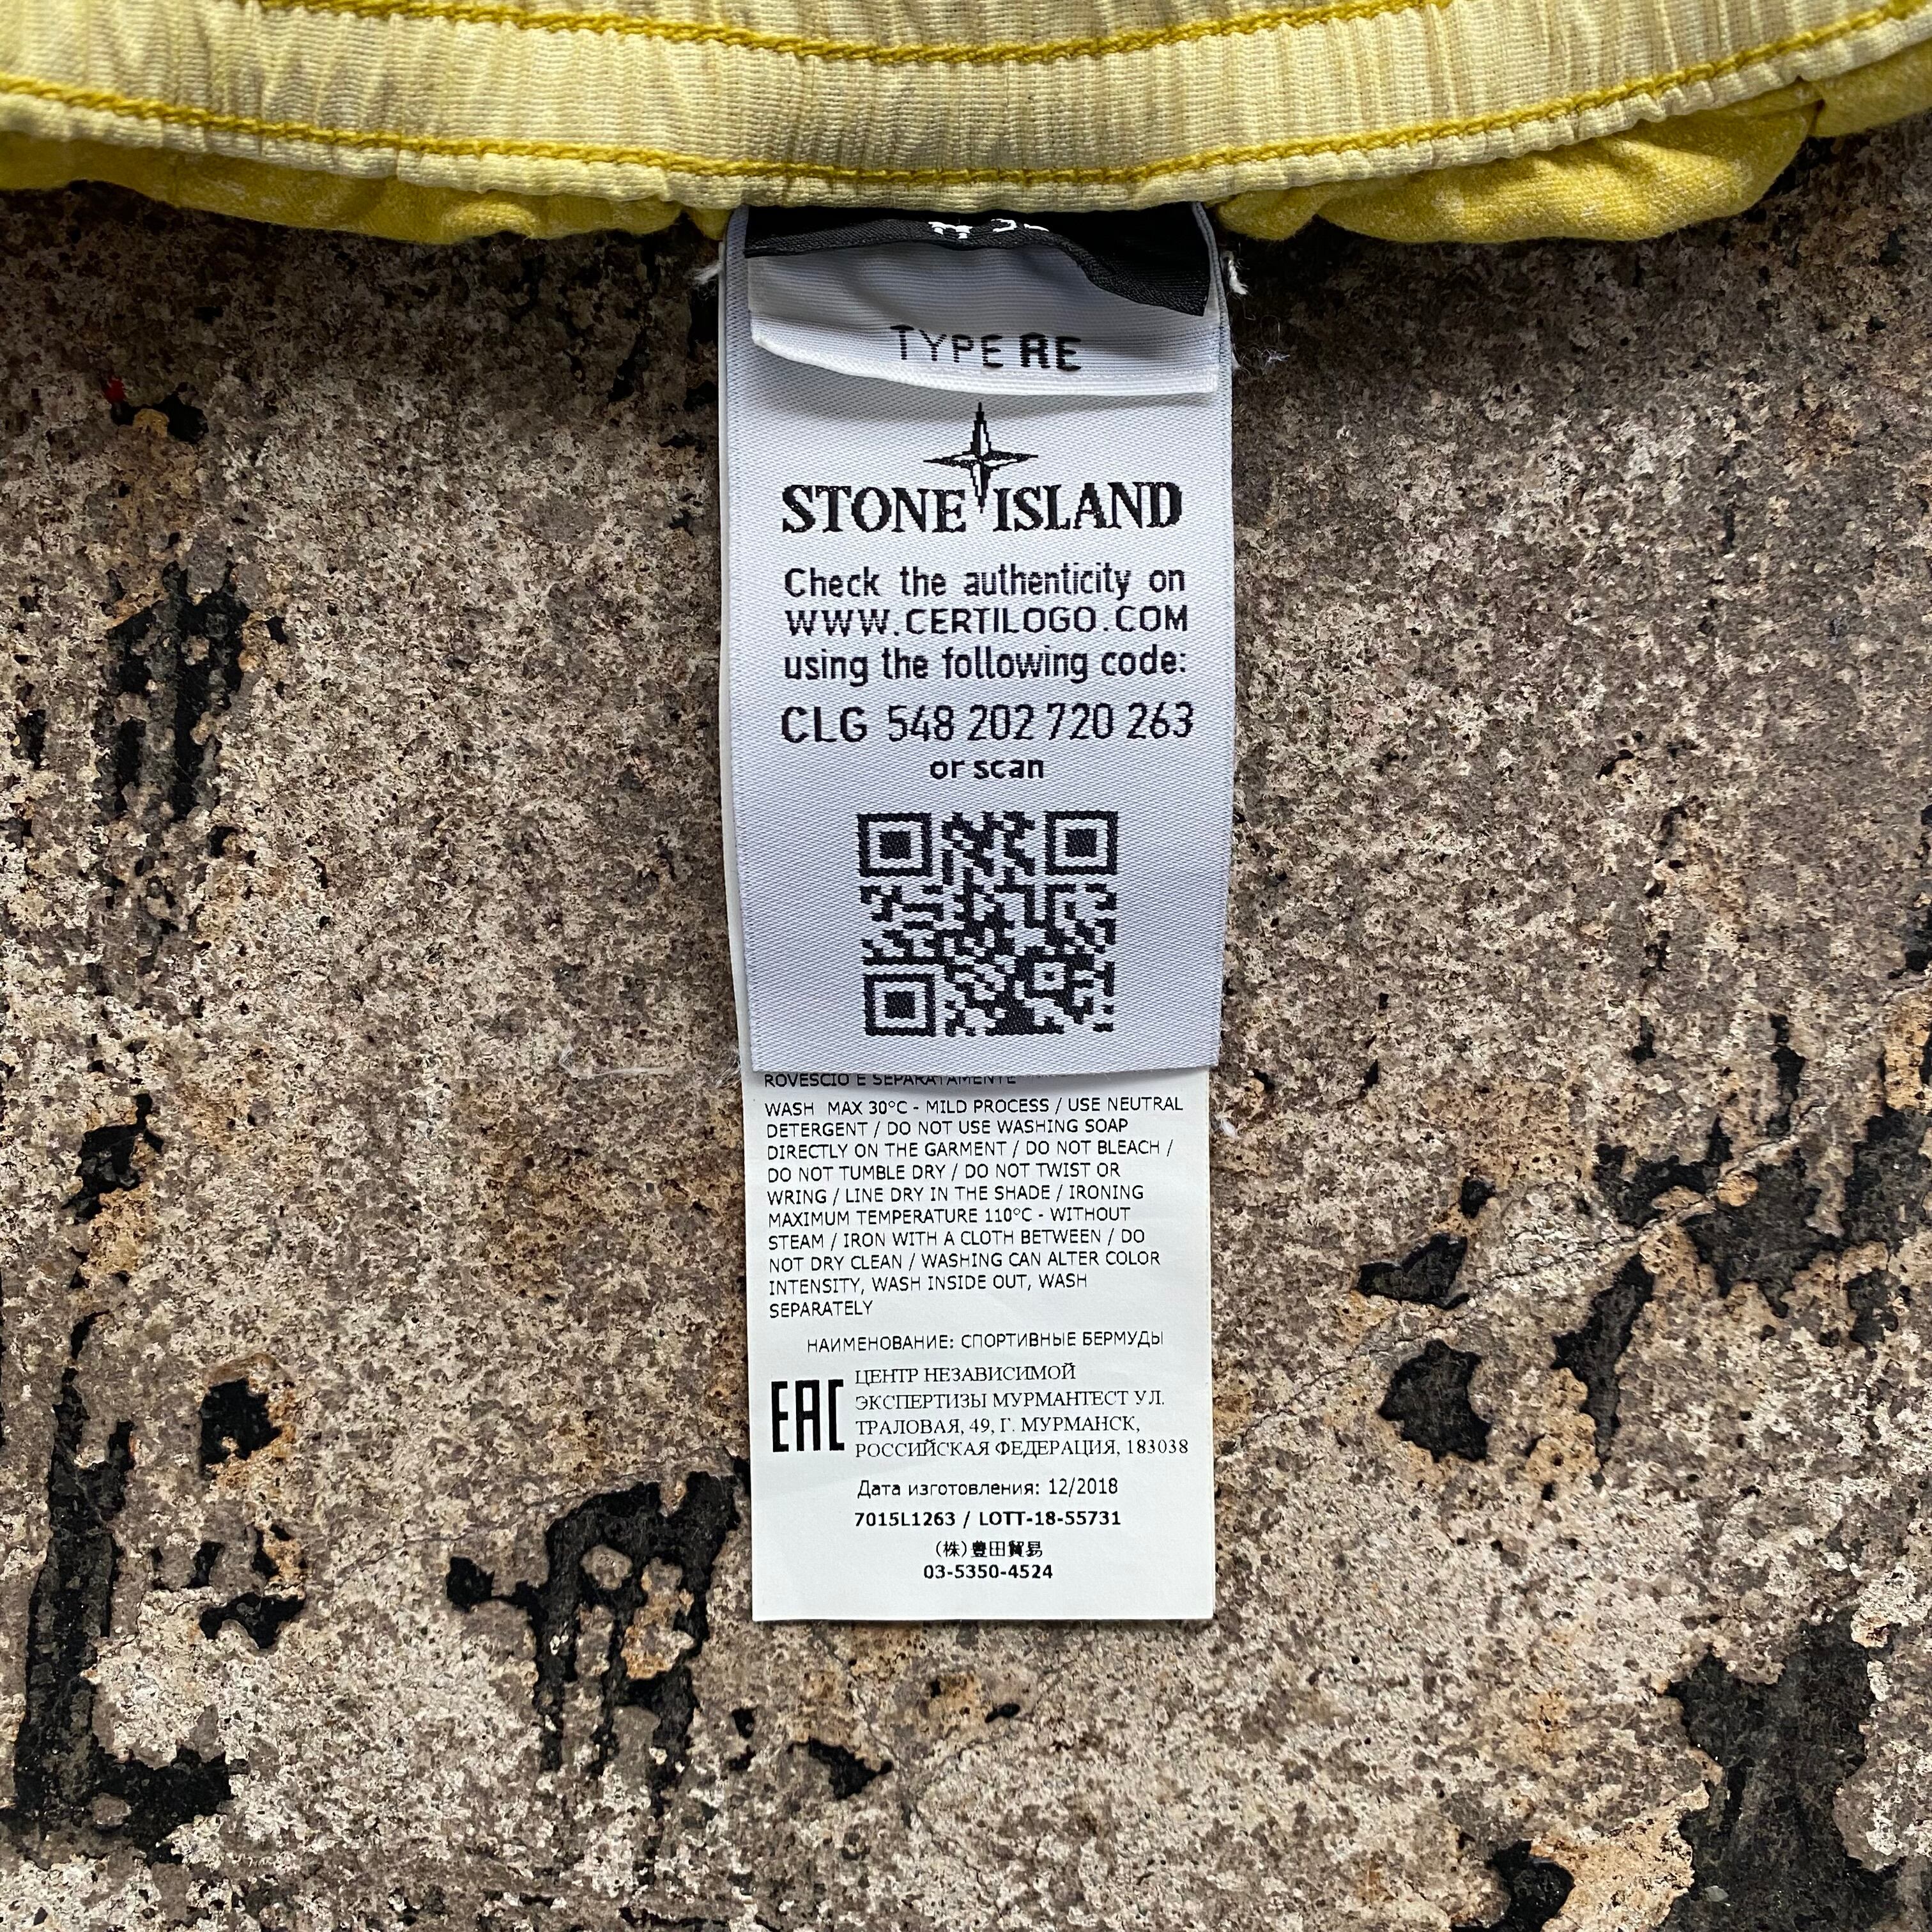 TYPE RE
STONE ISLAND
Check the authenticity on
WWW.CERTILOGO.COM
using the following code:
CLG 548 202 720 263
or scan
ROVESCIO E SEPARATAMENTE
WASH MAX 30°C - MILD PROCESS / USE NEUTRAL
DETERGENT / DO NOT USE WASHING SOAP
DIRECTLY ON THE GARMENT / DO NOT BLEACH /
DO NOT TUMBLE DRY / DO NOT TWIST OR
WRING / LINE DRY IN THE SHADE / IRONING
MAXIMUM TEMPERATURE 110°C - WITHOUT
STEAM / IRON WITH A CLOTH BETWEEN / DO
NOT DRY CLEAN / WASHING CAN ALTER COLOR
INTENSITY, WASH INSIDE OUT, WASH
SEPARATELY
НАИМЕНОВАНИЕ: СПОРТИВНЫЕ БЕРМУДЫ
EAC
ЦЕНТР НЕЗАВИСИМОЙ
ЭКСПЕРТИЗЫ МУРМАНТЕСТ УЛ.
ТРАЛОВАЯ, 49, Г. МУРМАНСК,
РОССИЙСКАЯ ФЕДЕРАЦИЯ, 183038
Дата изготовления: 12/2018
7015L1263 / LOTT-18-55731
(株)豊田貿易
03-5350-4524